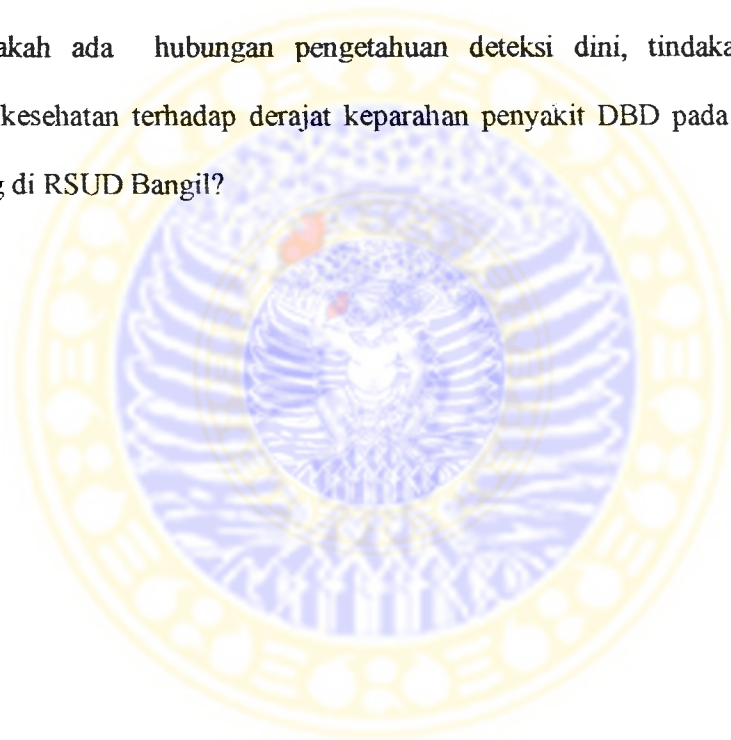 akah ada hubungan pengetahuan deteksi dini, tindaka
kesehatan terhadap derajat keparahan penyakit DBD pada
g di RSUD Bangil?